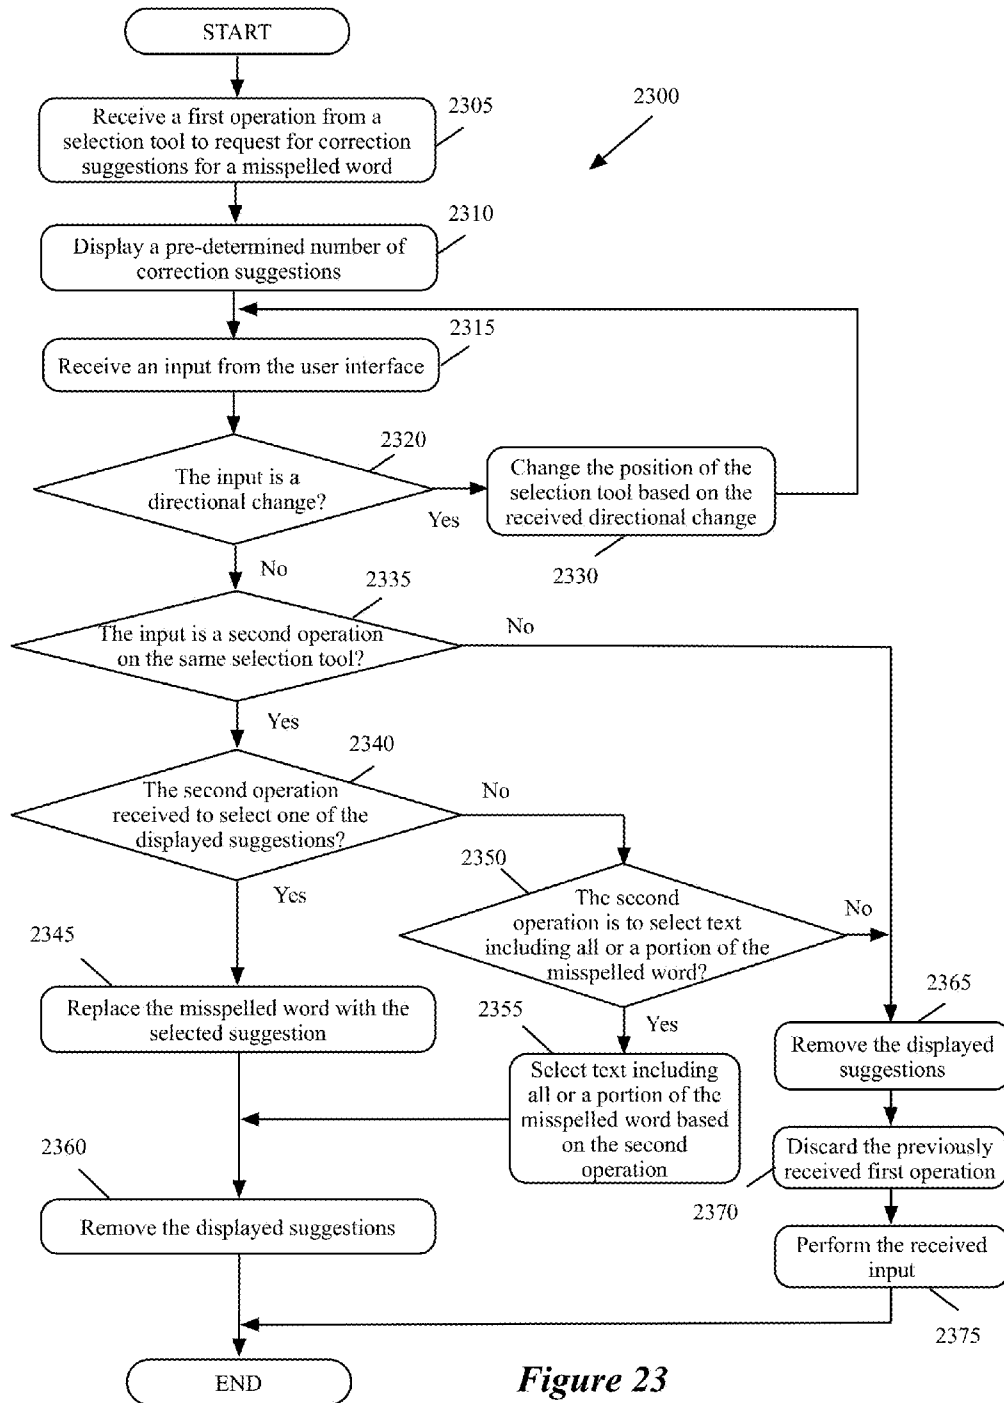 START
2305
Receive a first operation from a
selection tool to request for correction
suggestions for a misspelled word
2300
2310
Display a pre-determined number of
correction suggestions
2315
Receive an input from the user interface
2320
The input is a
directional change?
Yes
Change the position of the
selection tool based on the
received directional change
2330
No
2335
The input is a second operation
on the same selection tool?
No
Yes
2340
The second operation
received to select one of the
displayed suggestions?
No
Yes
2350
The second
operation is to select text
including all or a portion of the
misspelled word?
No
2345
Replace the misspelled word with the
selected suggestion
2355
Yes
Select text including
all or a portion of the
misspelled word based
on the second
operation
2365
Remove the displayed
suggestions
Discard the previously
received first operation
2370
2360
Remove the displayed suggestions
Perform the received
input
2375
END
Figure 23